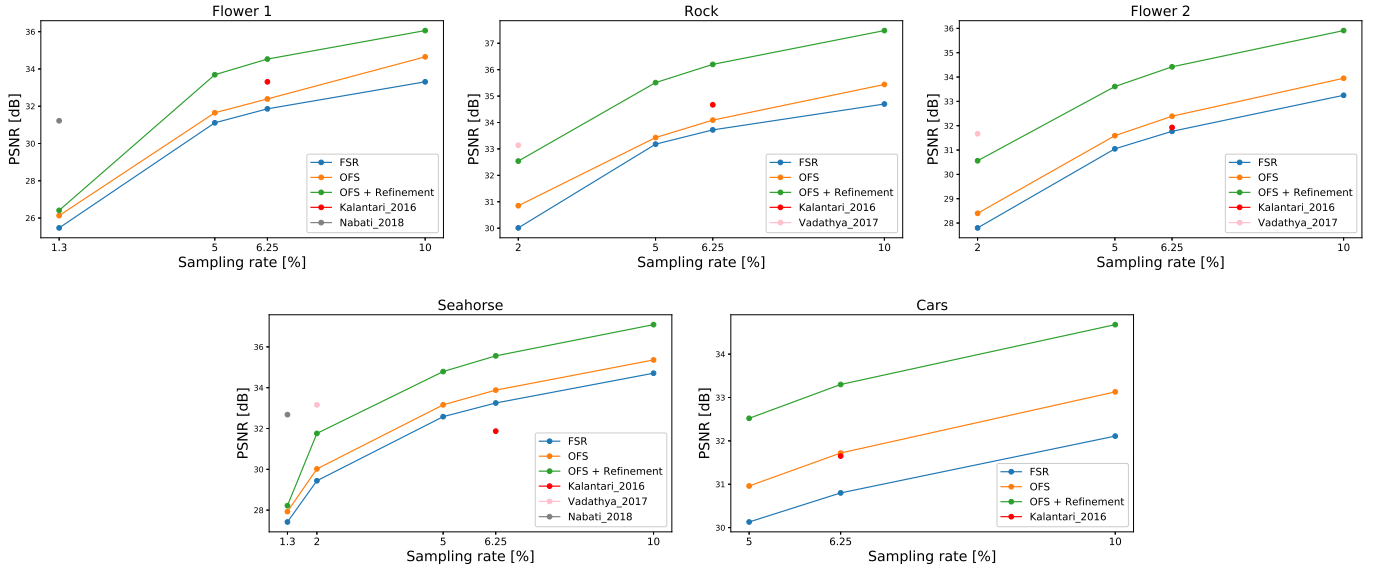 Flower 1
36
34
32
30
28
26
PSNR [dB]
1.3 5 6.25 10
Sampling rate [%]
FSR
OFS
OFS + Refinement
Kalantari_2016
Nabati_2018
Rock
37
36
35
34
33
32
31
30
PSNR [dB]
2 5 6.25 10
Sampling rate [%]
FSR
OFS
OFS + Refinement
Kalantari_2016
Vadathya_2017
Flower 2
36
35
34
33
32
31
30
29
28
PSNR [dB]
2 5 6.25 10
Sampling rate [%]
FSR
OFS
OFS + Refinement
Kalantari_2016
Vadathya_2017
Seahorse
36
34
32
30
28
PSNR [dB]
1.3 2 5 6.25 10
Sampling rate [%]
FSR
OFS
OFS + Refinement
Kalantari_2016
Vadathya_2017
Nabati_2018
Cars
34
33
32
31
30
PSNR [dB]
5 6.25 10
Sampling rate [%]
FSR
OFS
OFS + Refinement
Kalantari_2016